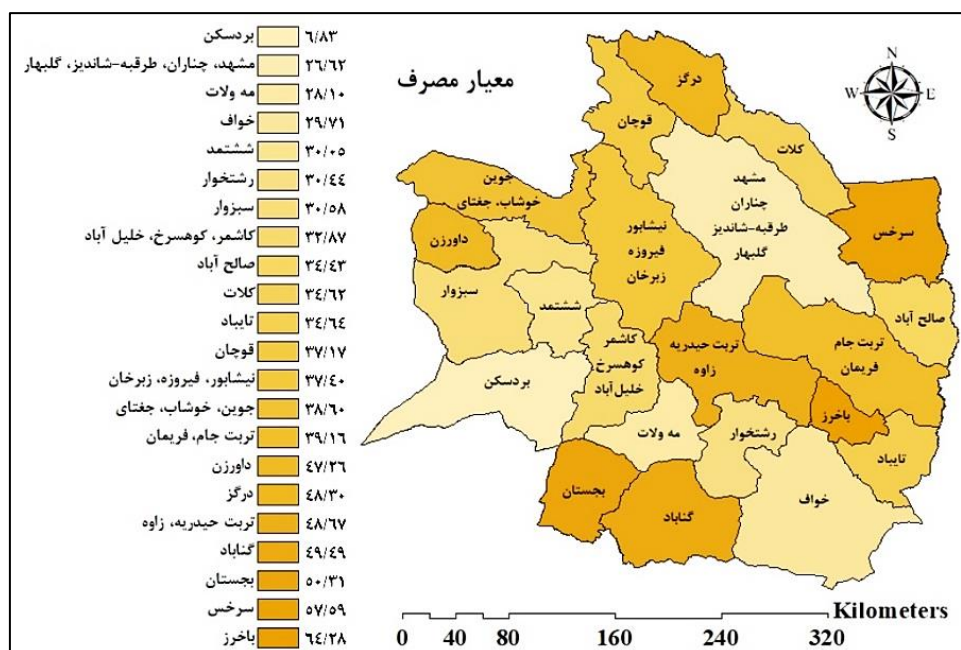 بردسکن ۶/۸۳
مشهد، چناران، طرقبه-شاندیز، گلبهار ۲۶/۶۲
مه ولات ۲۸/۱۰
خواف ۲۹/۷۱
ششتمد ۳۰/۰۵
رشتخوار ۳۰/۴۴
سبزوار ۳۰/۵۸
کاشمر، کوهسرخ، خلیل آباد ۳۲/۸۷
صالح آباد ۳۴/۴۳
کلات ۳۴/۶۲
تایباد ۳۴/۶۴
قوچان ۳۷/۱۷
نیشابور، فیروزه، زبرخان ۳۷/۴۰
جوین، خوشاب، جغتای ۳۸/۶۰
تربت جام، فریمان ۳۹/۱۶
داورزن ۴۷/۲۶
درگز ۴۸/۳۰
تربت حیدریه، زاوه ۴۸/۶۷
گناباد ۴۹/۴۹
بجستان ۵۰/۳۱
سرخس ۵۷/۵۹
باخرز ۶۴/۲۸
معیار مصرف
N
W E
S
درگز
قوچان
کلات
مشهد
چناران
طرقبه-شاندیز
گلبهار
سرخس
جوین
خوشاب، جغتای
نیشابور
فیروزه
زبرخان
داورزن
سبزوار
ششتمد
صالح آباد
تربت جام
فریمان
تربت حیدریه
زاوه
کاشمر
کوهسرخ
خلیل آباد
بردسکن
باخرز
مه ولات
رشتخوار
تایباد
بجستان
گناباد
خواف
Kilometers
0 40 80 160 240 320